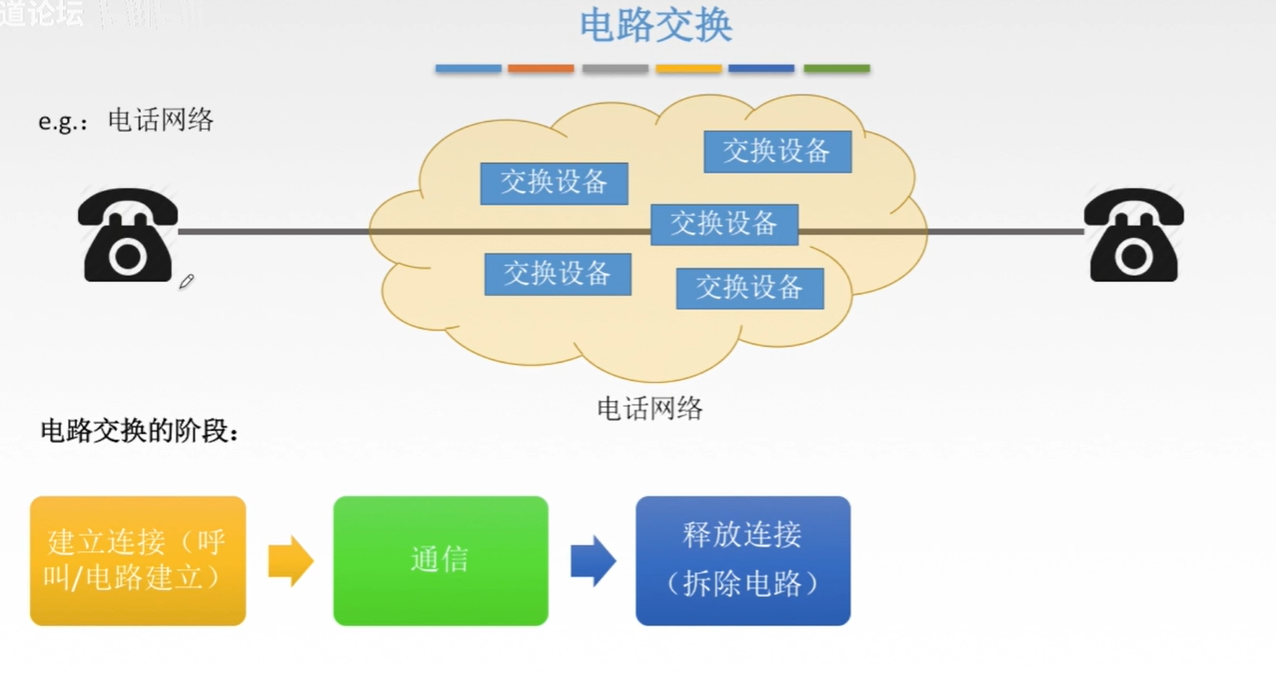 道论坛
电路交换
e.g.：电话网络
交换设备
交换设备
交换设备
交换设备
交换设备
电话网络
电路交换的阶段：
建立连接（呼
叫/电路建立）
通信
释放连接
（拆除电路）